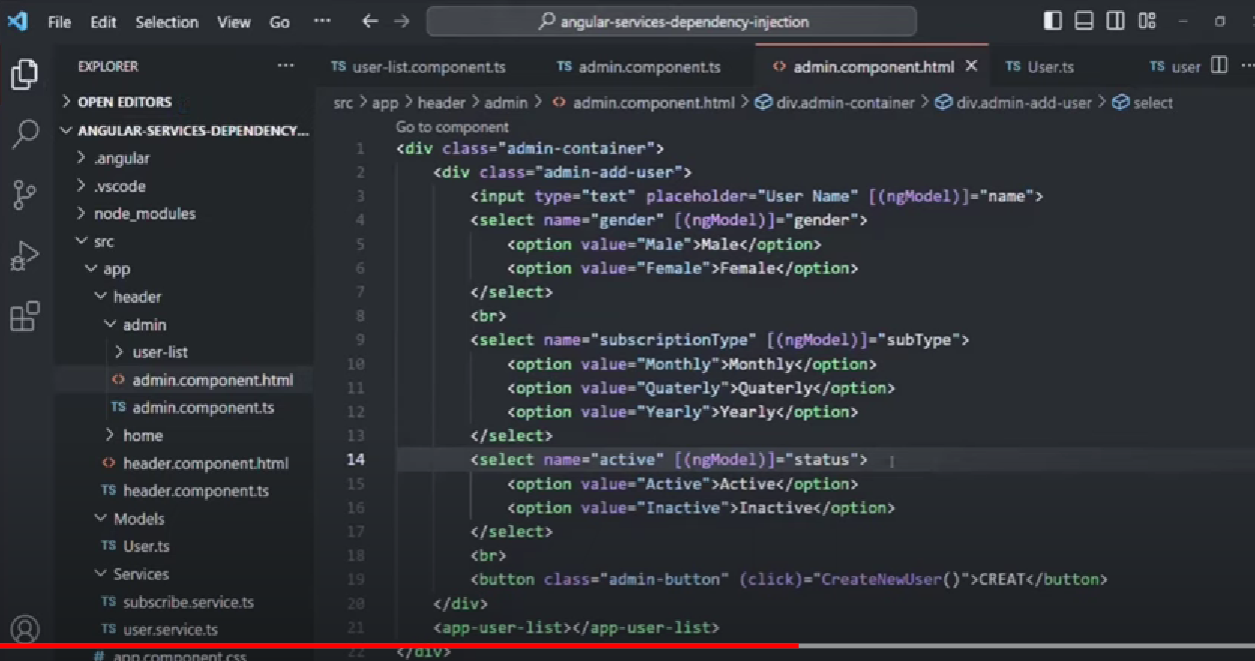 File Edit Selection View Go ··· angular-services-dependency-injection
EXPLORER ···
OPEN EDITORS
ANGULAR-SERVICES-DEPENDENCY...
.angular
.vscode
node_modules
src
app
header
admin
user-list
admin.component.html
TS admin.component.ts
home
header.component.html
TS header.component.ts
Models
TS User.ts
Services
TS subscribe.service.ts
TS user.service.ts
# app.component.css
TS user-list.component.ts TS admin.component.ts <> admin.component.html X TS User.ts TS user ···
src > app > header > admin > <> admin.component.html > div.admin-container > div.admin-add-user > select
Go to component
1 <div class="admin-container">
2 <div class="admin-add-user">
3 <input type="text" placeholder="User Name" [(ngModel)]="name">
4 <select name="gender" [(ngModel)]="gender">
5 <option value="Male">Male</option>
6 <option value="Female">Female</option>
7 </select>
8 <br>
9 <select name="subscriptionType" [(ngModel)]="subType">
10 <option value="Monthly">Monthly</option>
11 <option value="Quaterly">Quaterly</option>
12 <option value="Yearly">Yearly</option>
13 </select>
14 <select name="active" [(ngModel)]="status">
15 <option value="Active">Active</option>
16 <option value="Inactive">Inactive</option>
17 </select>
18 <br>
19 <button class="admin-button" (click)="CreateNewUser()">CREAT</button>
20 </div>
21 <app-user-list></app-user-list>
22 </div>